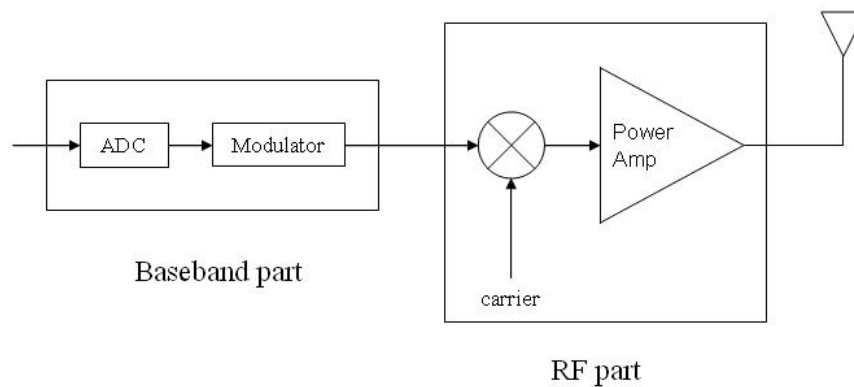 ADC
Modulator
Power
Amp
Baseband part
carrier
RF part